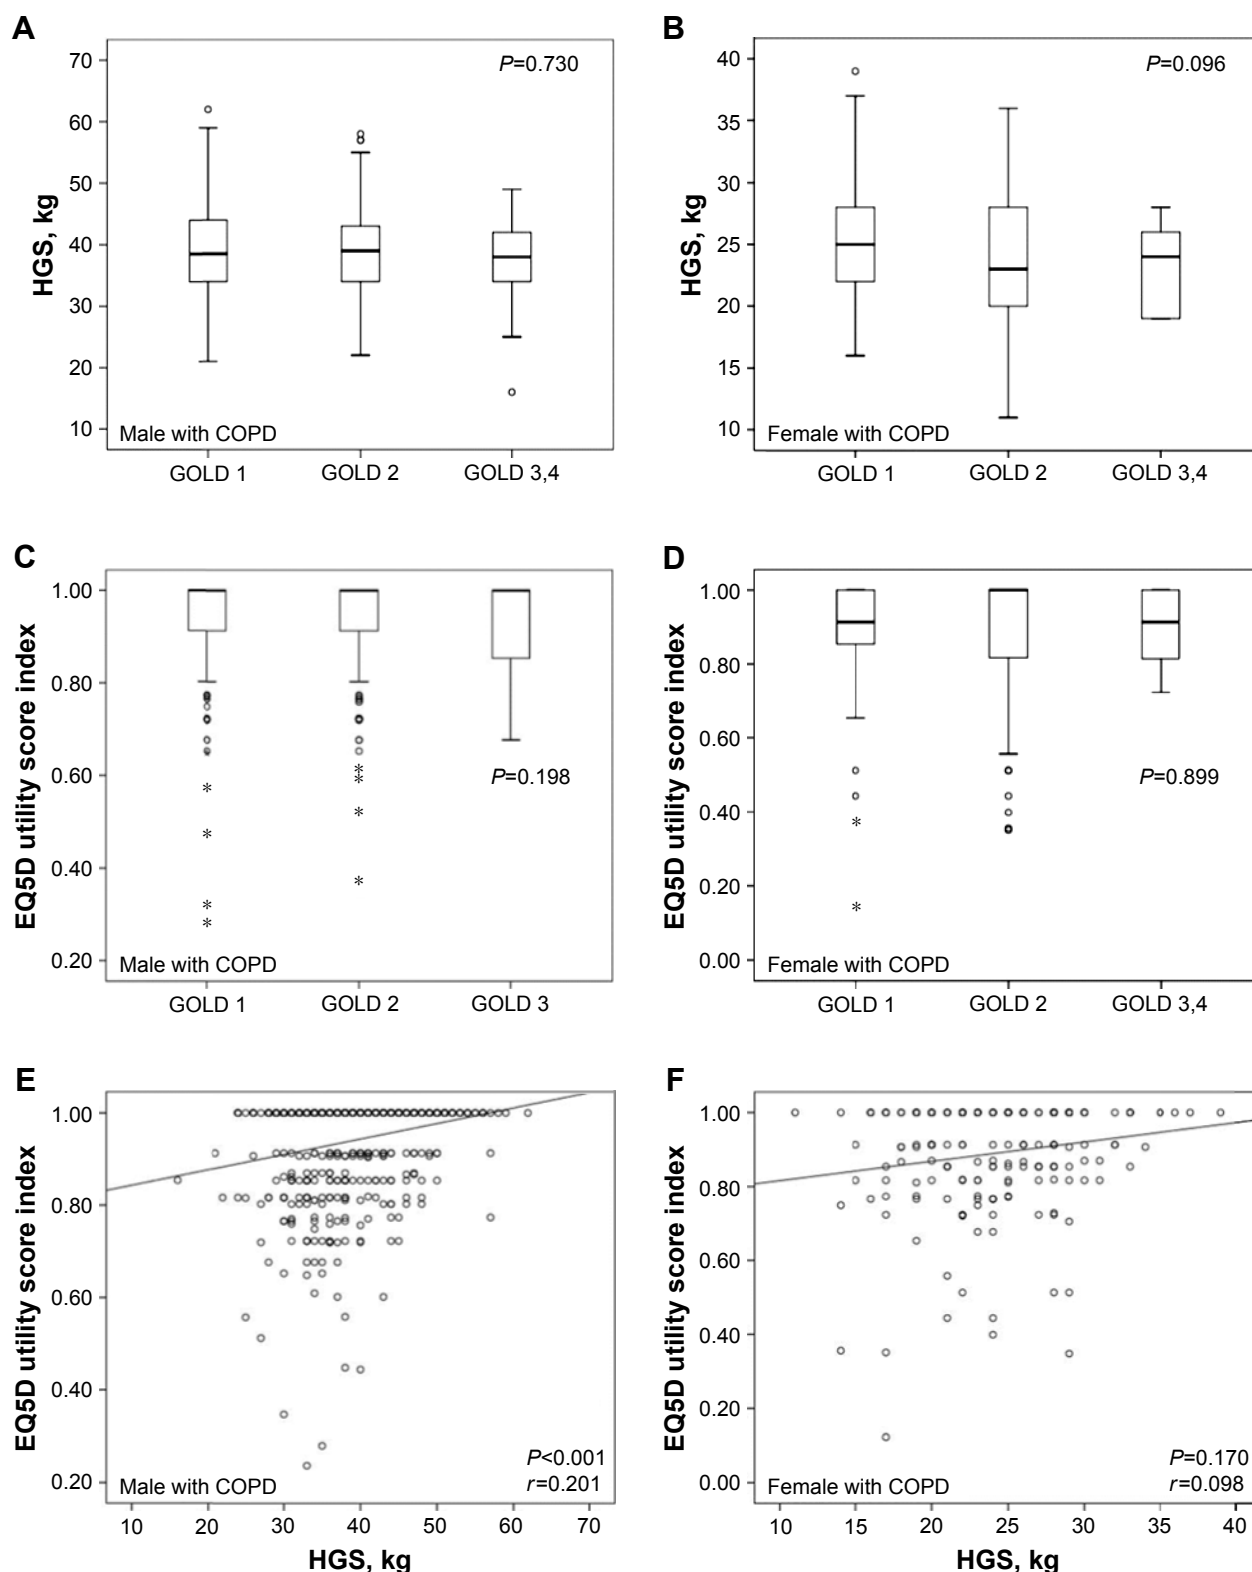 A
HGS, kg
70
60
50
40
30
20
10
P=0.730
Male with COPD
GOLD 1 GOLD 2 GOLD 3,4
B
HGS, kg
40
35
30
25
20
15
10
P=0.096
Female with COPD
GOLD 1 GOLD 2 GOLD 3,4
C
EQ5D utility score index
1.00
0.80
0.60
0.40
0.20
P=0.198
Male with COPD
GOLD 1 GOLD 2 GOLD 3
D
EQ5D utility score index
1.00
0.80
0.60
0.40
0.20
0.00
P=0.899
Female with COPD
GOLD 1 GOLD 2 GOLD 3,4
E
EQ5D utility score index
1.00
0.80
0.60
0.40
0.20
P<0.001
r=0.201
Male with COPD
10 20 30 40 50 60 70
HGS, kg
F
EQ5D utility score index
1.00
0.80
0.60
0.40
0.20
0.00
P=0.170
r=0.098
Female with COPD
10 15 20 25 30 35 40
HGS, kg